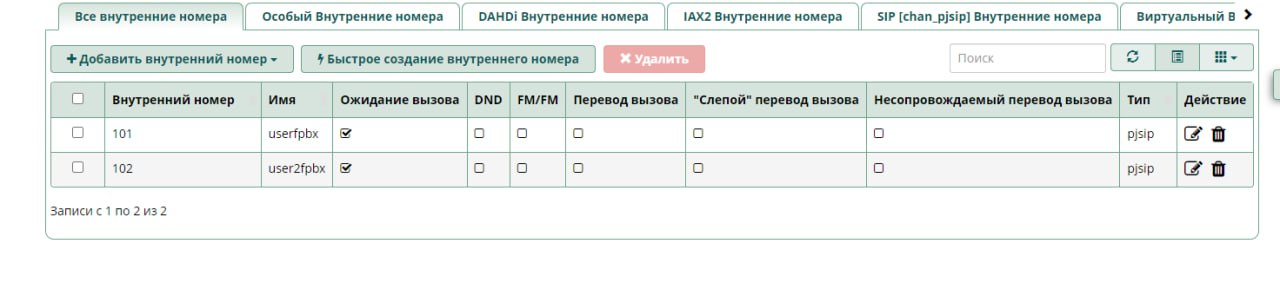 Все внутренние номера Особый Внутренние номера DAHDi Внутренние номера IAX2 Внутренние номера SIP [chan_pjsip] Внутренние номера Виртуальный
Добавить внутренний номер Быстрое создание внутреннего номера Удалить Поиск
Внутренний номер Имя Ожидание вызова DND FM/FM Перевод вызова "Слепой" перевод вызова Несопровождаемый перевод вызова Тип Действие
101 userfpbx pjsip
102 user2fpbx pjsip
Записи с 1 по 2 из 2